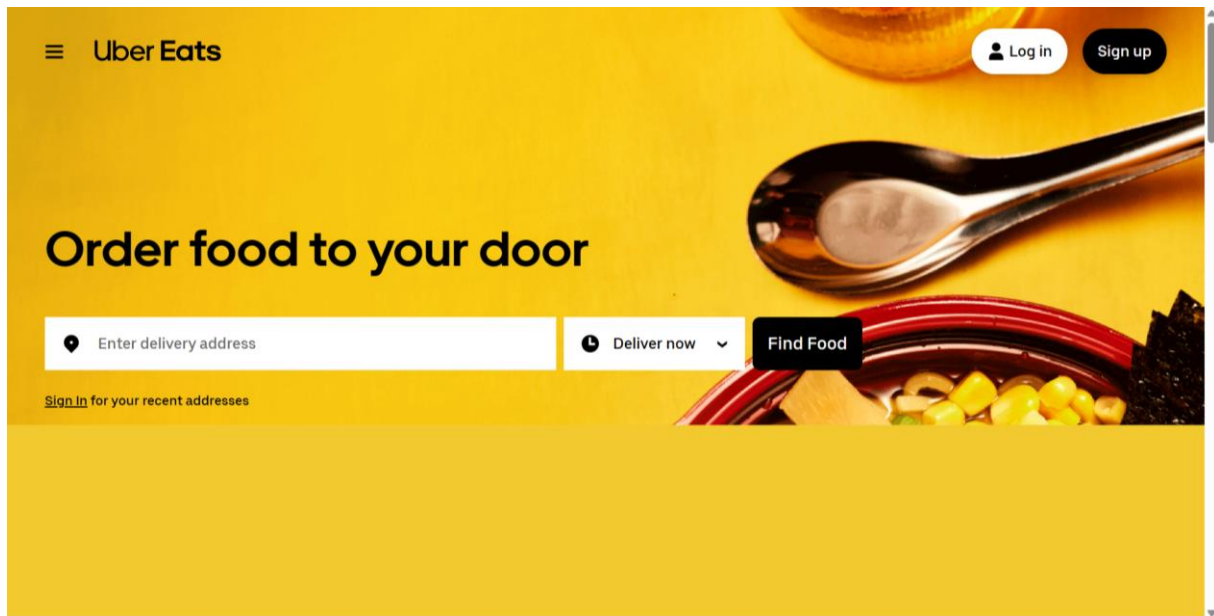 Uber Eats
Log in
Sign up
Order food to your door
Enter delivery address
Deliver now
Find Food
Sign In for your recent addresses